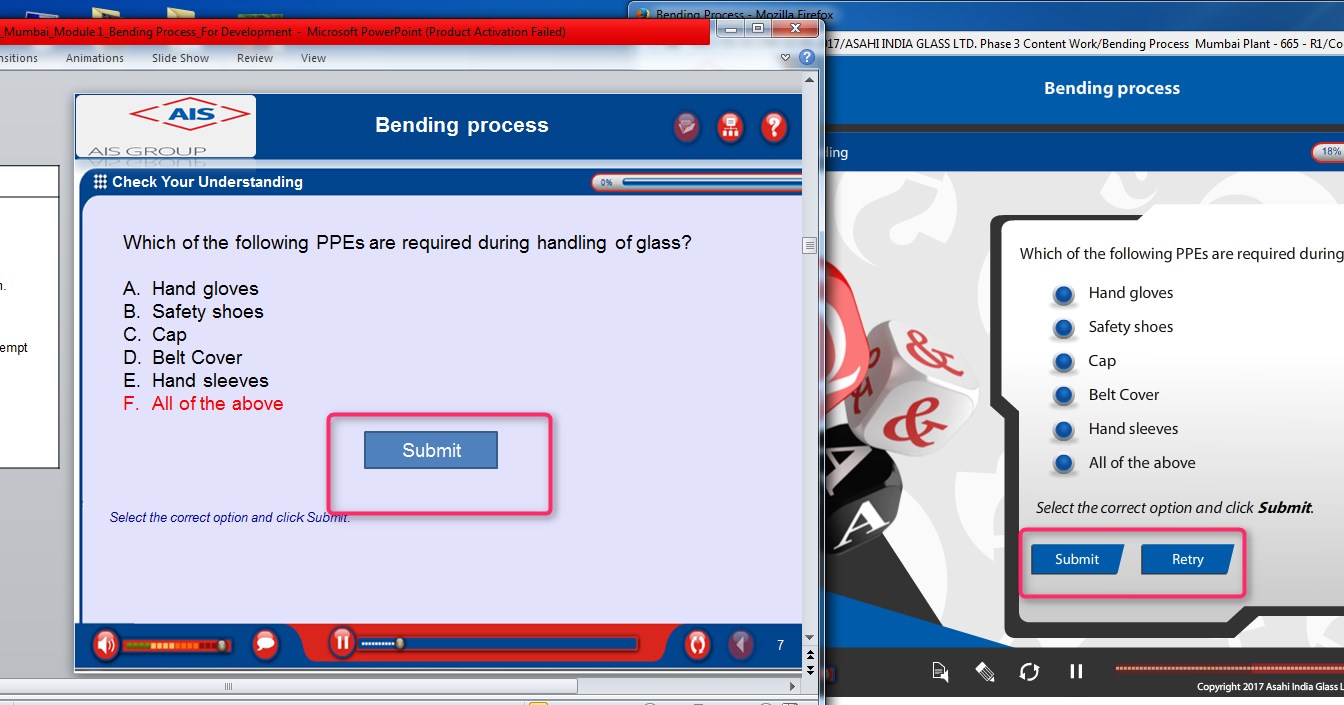 Bending Process - Mozilla Firefox
_Mumbai_Module 1_Bending Process_For Development - Microsoft PowerPoint (Product Activation Failed)
17/ASAHI INDIA GLASS LTD. Phase 3 Content Work/Bending Process Mumbai Plant - 665 - R1/Co
nsitions Animations Slide Show Review View
AIS
AIS GROUP
Bending process
Check Your Understanding
0%
Which of the following PPEs are required during handling of glass?
A. Hand gloves
B. Safety shoes
C. Cap
D. Belt Cover
E. Hand sleeves
F. All of the above
Submit
Select the correct option and click Submit.
7
n.
empt
Bending process
ling
18%
Which of the following PPEs are required during
Hand gloves
Safety shoes
Cap
Belt Cover
Hand sleeves
All of the above
Select the correct option and click Submit.
Submit Retry
&
&
A
A
Copyright 2017 Asahi India Glass L